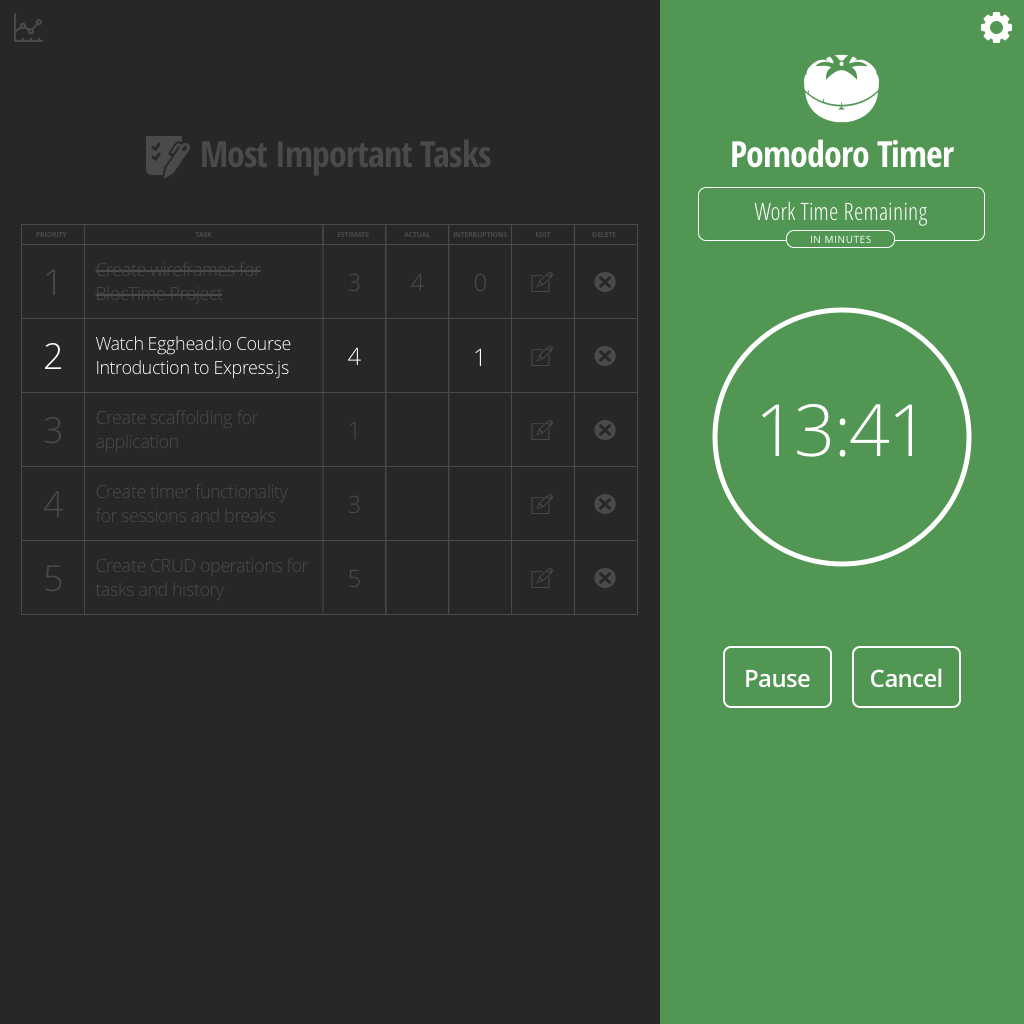 Most Important Tasks
PRIORITY TASK ESTIMATE ACTUAL INTERRUPTIONS EDIT DELETE
1 Create wireframes for 3 4 0
BlocTime Project
2 Watch Egghead.io Course 4 1
Introduction to Express.js
3 Create scaffolding for 1
application
4 Create timer functionality 3
for sessions and breaks
5 Create CRUD operations for 5
tasks and history
Pomodoro Timer
Work Time Remaining
IN MINUTES
13:41
Pause Cancel